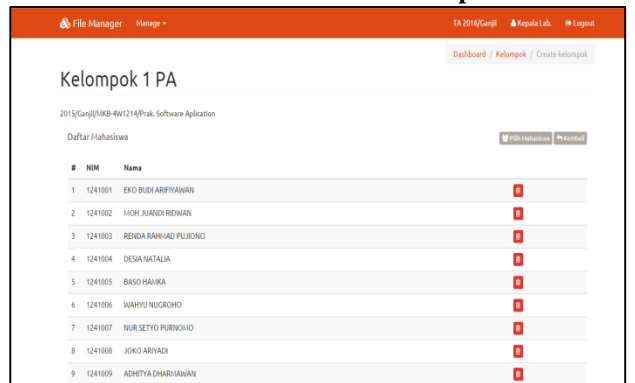 File Manager Manage TA 2016/Ganjil Kepala Lab. Logout
Dashboard / Kelompok / Create kelompok
Kelompok 1 PA
2015/Ganjil/MKB-4W1214/Prak. Software Aplication
Daftar Mahasiswa Pilih Mahasiswa Kembali
# NIM Nama
1 1241001 EKO BUDI ARIFIYAWAN
2 1241002 MOH JUANDI RIDWAN
3 1241003 RENDA RAHMAD PUJIONO
4 1241004 DESIA NATALIA
5 1241005 BASO HAMKA
6 1241006 WAHYU NUGROHO
7 1241007 NUR SETYO PURNOMO
8 1241008 JOKO ARIYADI
9 1241009 ADHITYA DHARMAWAN